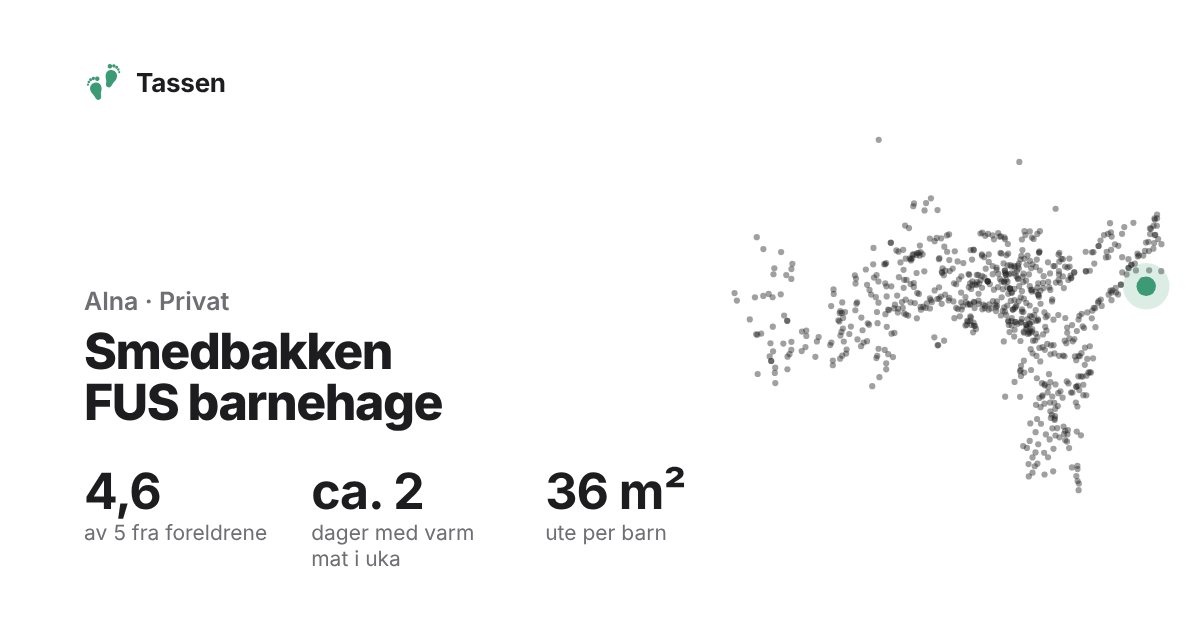 Tassen
Alna · Privat
Smedbakken
FUS barnehage
4,6
av 5 fra foreldrene
ca. 2
dager med varm
mat i uka
36 m²
ute per barn